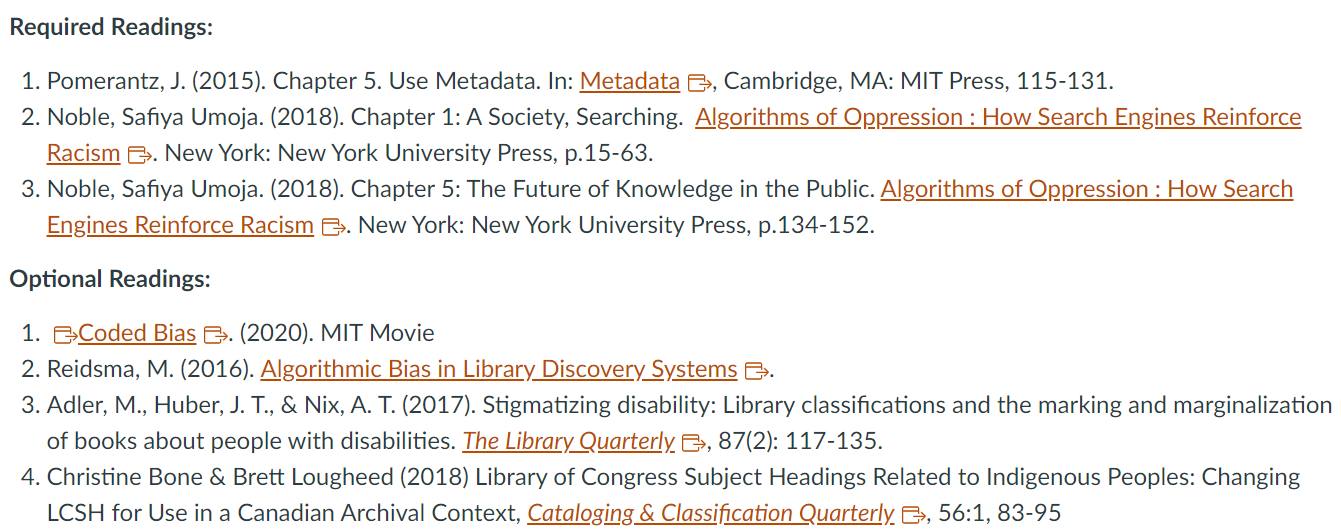 Required Readings:
1. Pomerantz, J. (2015). Chapter 5. Use Metadata. In: Metadata, Cambridge, MA: MIT Press, 115-131.
2. Noble, Safiya Umoja. (2018). Chapter 1: A Society, Searching. Algorithms of Oppression : How Search Engines Reinforce
Racism. New York: New York University Press, p.15-63.
3. Noble, Safiya Umoja. (2018). Chapter 5: The Future of Knowledge in the Public. Algorithms of Oppression : How Search
Engines Reinforce Racism. New York: New York University Press, p.134-152.
Optional Readings:
1. Coded Bias. (2020). MIT Movie
2. Reidsma, M. (2016). Algorithmic Bias in Library Discovery Systems.
3. Adler, M., Huber, J. T., & Nix, A. T. (2017). Stigmatizing disability: Library classifications and the marking and marginalization
of books about people with disabilities. The Library Quarterly, 87(2): 117-135.
4. Christine Bone & Brett Lougheed (2018) Library of Congress Subject Headings Related to Indigenous Peoples: Changing
LCSH for Use in a Canadian Archival Context, Cataloging & Classification Quarterly, 56:1, 83-95